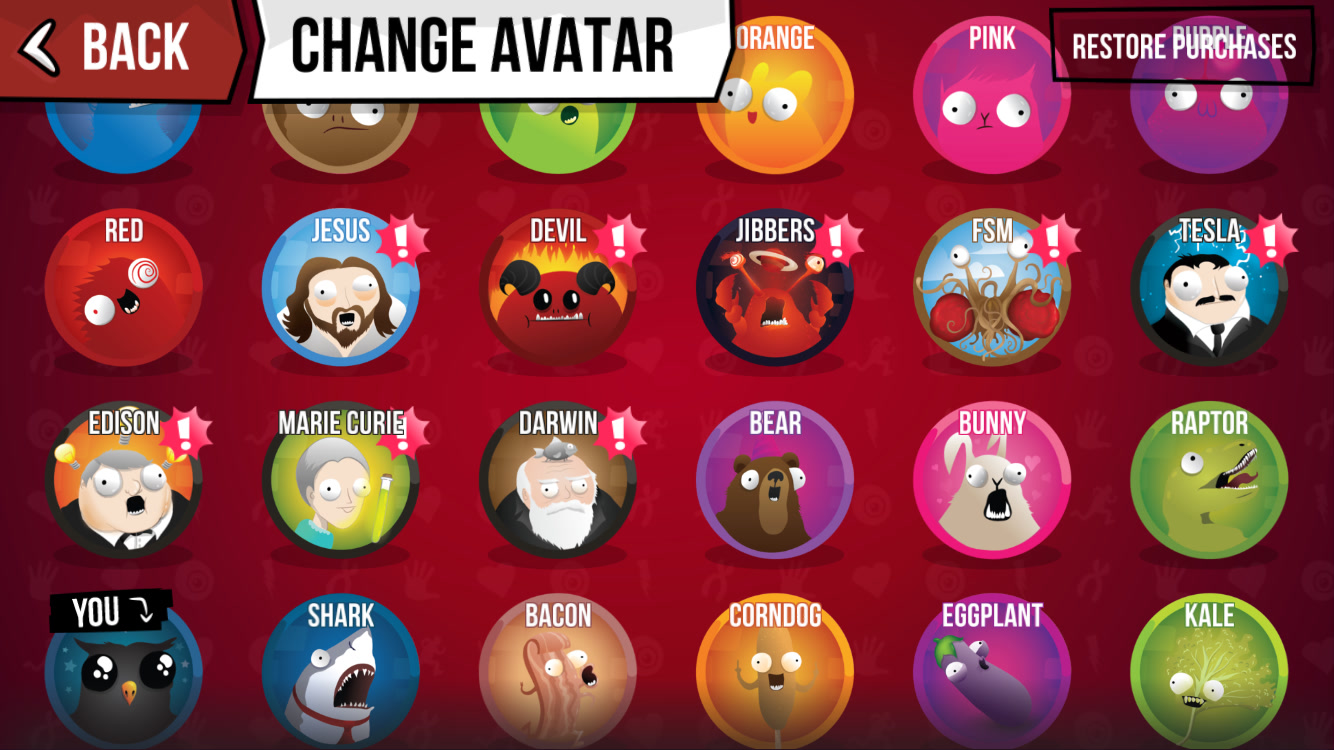 BACK
CHANGE AVATAR
ORANGE
PINK
PURPLE
RESTORE PURCHASES
RED
JESUS
!
DEVIL
!
JIBBERS
!
FSM
!
TESLA
!
EDISON
!
MARIE CURIE
!
DARWIN
!
BEAR
BUNNY
RAPTOR
YOU
SHARK
BACON
CORNDOG
EGGPLANT
KALE